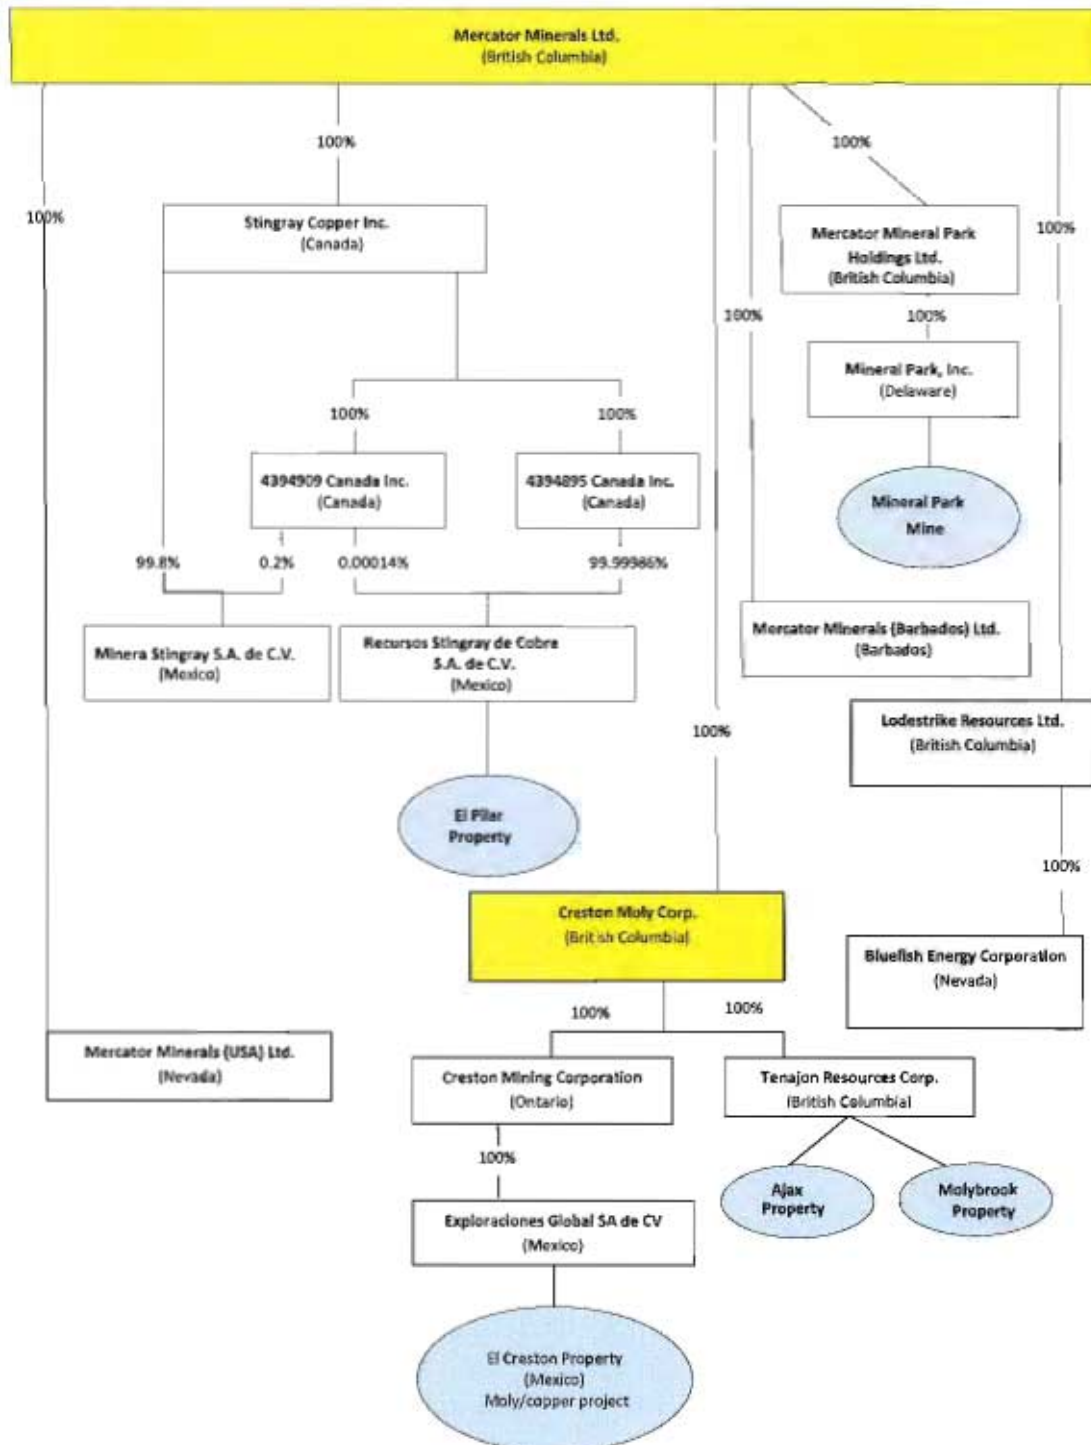 Mercator Minerals Ltd.
(British Columbia)
100%
100%
100%
100%
Stingray Copper Inc.
(Canada)
Mercator Mineral Park
Holdings Ltd.
(British Columbia)
100%
100%
100%
Mineral Park, Inc.
(Delaware)
100%
100%
4394909 Canada Inc.
(Canada)
4394895 Canada Inc.
(Canada)
Mineral Park
Mine
99.8%
0.2%
0.00014%
99.99986%
Minera Stingray S.A. de C.V.
(Mexico)
Recursos Stingray de Cobre
S.A. de C.V.
(Mexico)
Mercator Minerals (Barbados) Ltd.
(Barbados)
100%
Lodestrike Resources Ltd.
(British Columbia)
El Pilar
Property
100%
Creston Moly Corp.
(British Columbia)
Bluefish Energy Corporation
(Nevada)
100%
100%
Mercator Minerals (USA) Ltd.
(Nevada)
Creston Mining Corporation
(Ontario)
Tenajon Resources Corp.
(British Columbia)
100%
Ajax
Property
Molybrook
Property
Exploraciones Global SA de CV
(Mexico)
El Creston Property
(Mexico)
Moly/copper project